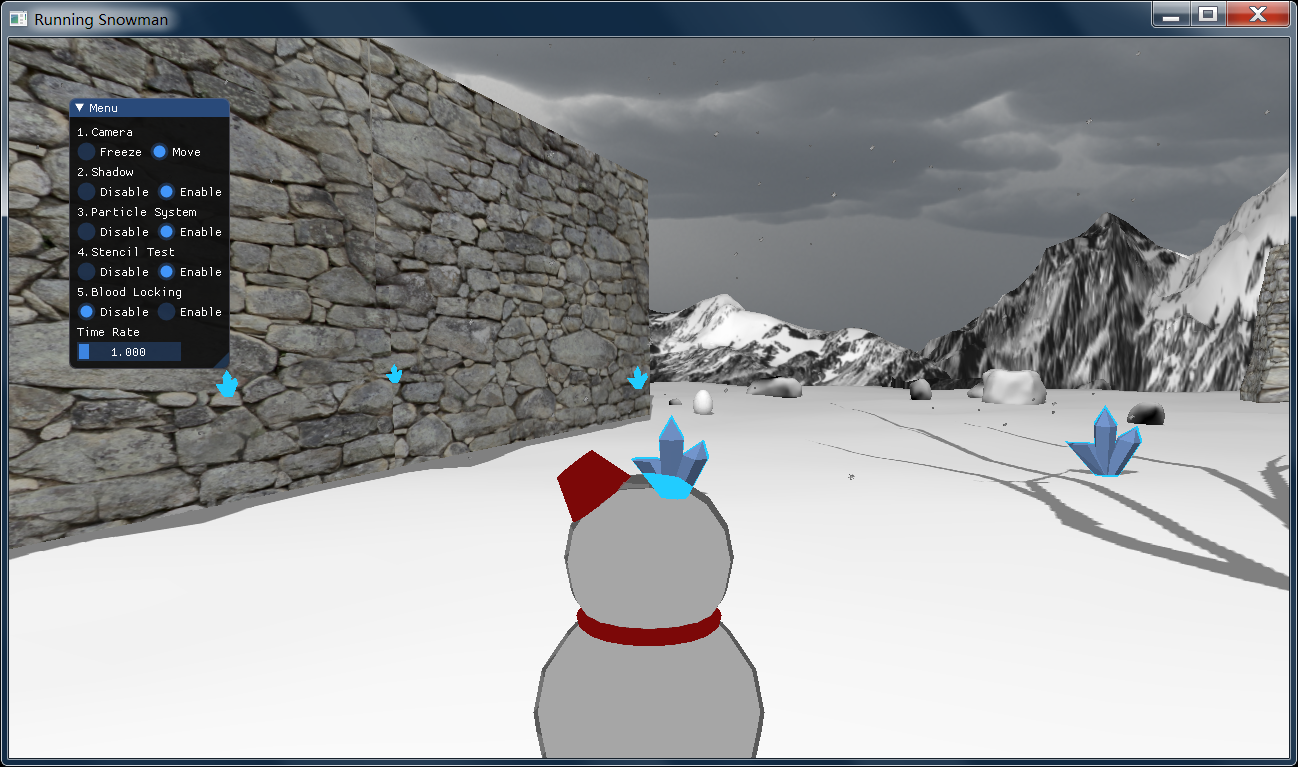 Running Snowman
Menu
1.Camera
Freeze Move
2.Shadow
Disable Enable
3.Particle System
Disable Enable
4.Stencil Test
Disable Enable
5.Blood Locking
Disable Enable
Time Rate
1.000